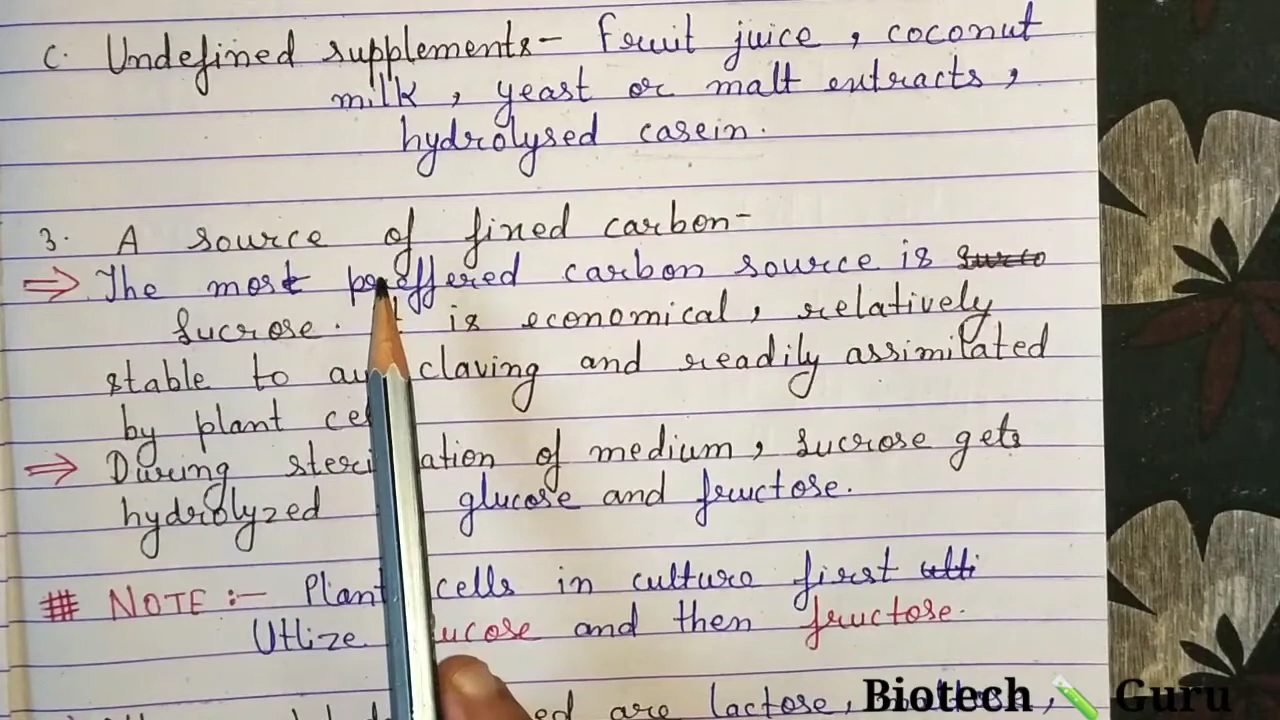 C. Undefined supplements- Fruit juice, coconut
milk, yeast or malt extracts,
hydrolysed casein.
3. A source of fixed carbon-
⇒ The most preffered carbon source is
Sucrose. is economical, relatively
stable to claving and readily assimilated
by plant
⇒ During of medium, sucrose gets
hydrolyzed glucose and fructose.
# NOTE:- Plant cells in culture first
Utlize and then fructose.
are lactose,
Biotech Guru